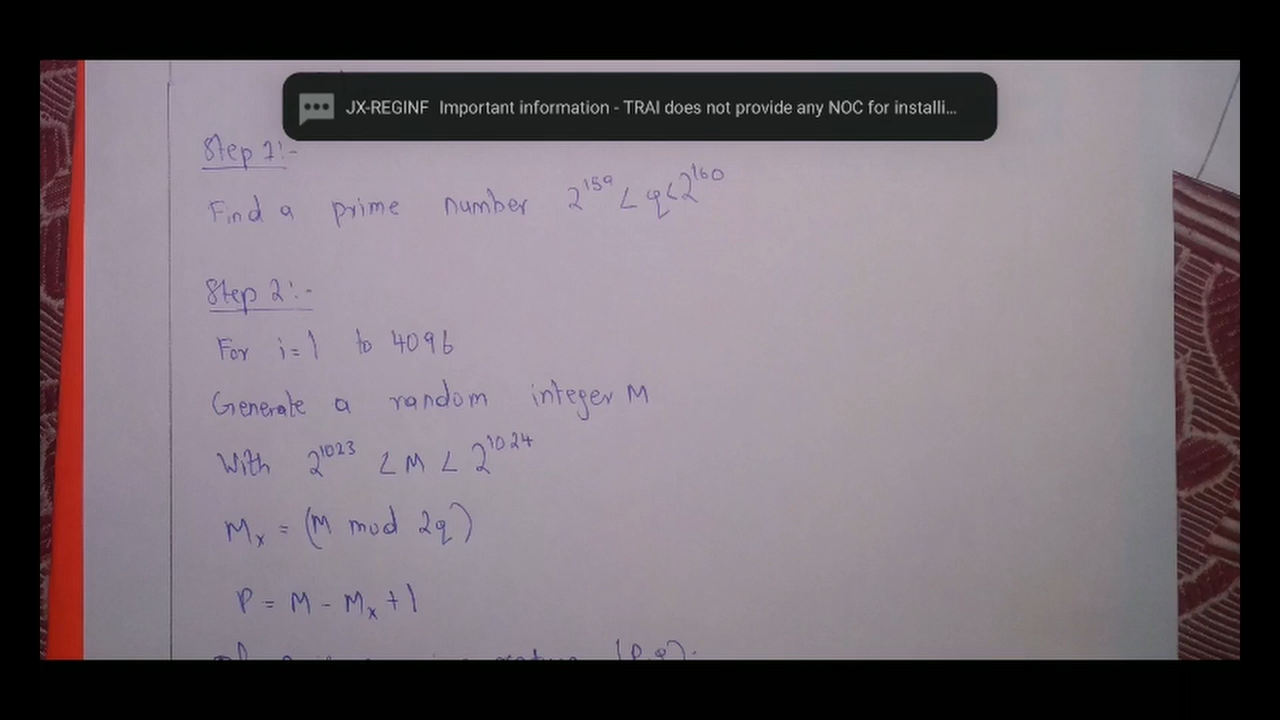 JX-REGINF Important information - TRAI does not provide any NOC for installi...
Step 1:-
Find a prime number 2^159 < q < 2^160
Step 2:-
For i=1 to 4096
Generate a random integer M
With 2^1023 < M < 2^1024
Mx = (M mod 2q)
P = M - Mx + 1
(P,q).